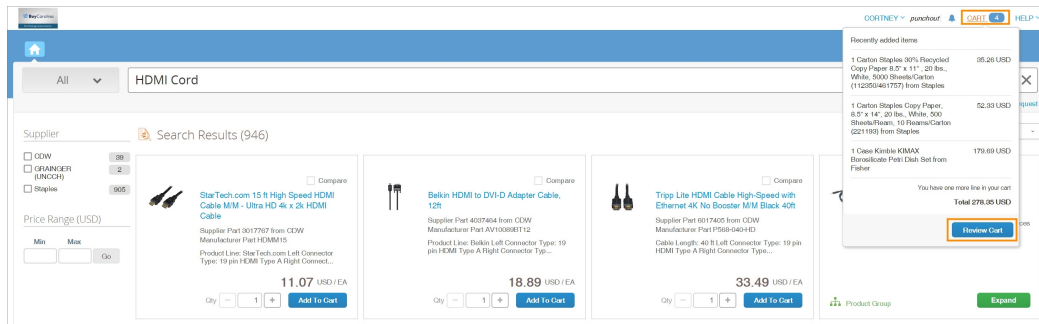 BuyCarolina
CORTNEY punchout CART 4 HELP
Recently added items
1 Carton Staples 30% Recycled 35.26 USD
Copy Paper 8.5" x 11" , 20 lbs.,
White, 5000 Sheets/Carton
(112350/461757) from Staples
1 Carton Staples Copy Paper, 52.33 USD
8.5" x 14", 20 lbs., White, 500
Sheets/Ream, 10 Reams/Carton
(221193) from Staples
1 Case Kimble KIMAX 179.69 USD
Borosilicate Petri Dish Set from
Fisher
You have one more line in your cart
Total 278.35 USD
Review Cart
All HDMI Cord
Supplier
CDW 39
GRAINGER 2
(UNCCH)
Staples 905
Price Range (USD)
Min Max
Go
Search Results (946)
Compare
StarTech.com 15 ft High Speed HDMI
Cable M/M - Ultra HD 4k x 2k HDMI
Cable
Supplier Part 3017767 from CDW
Manufacturer Part HDMM15
Product Line: StarTech.com Left Connector
Type: 19 pin HDMI Type A Right Connect...
11.07 USD / EA
Qty 1 Add To Cart
Compare
Belkin HDMI to DVI-D Adapter Cable,
12ft
Supplier Part 4037464 from CDW
Manufacturer Part AV10089BT12
Product Line: Belkin Left Connector Type: 19
pin HDMI Type A Right Connector Typ...
18.89 USD / EA
Qty 1 Add To Cart
Compare
Tripp Lite HDMI Cable High-Speed with
Ethernet 4K No Booster M/M Black 40ft
Supplier Part 6017405 from CDW
Manufacturer Part P568-040-HD
Cable Length: 40 ft Left Connector Type: 19 pin
HDMI Type A Right Connector Type...
33.49 USD / EA
Qty 1 Add To Cart
Product Group Expand